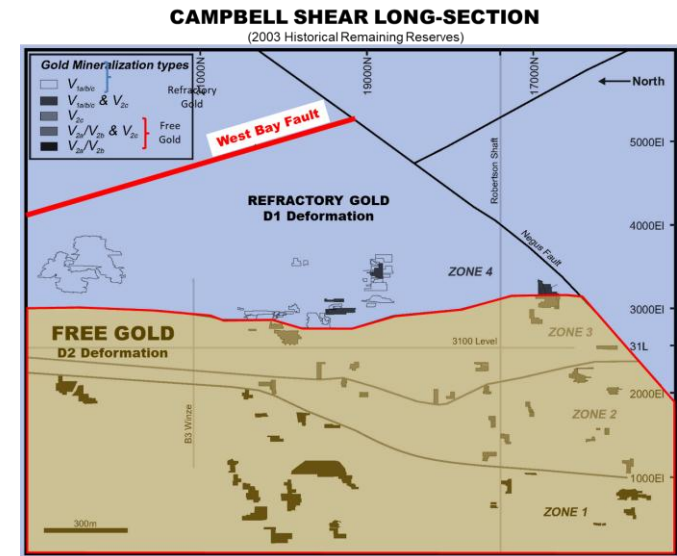 CAMPBELL SHEAR LONG-SECTION
(2003 Historical Remaining Reserves)
Gold Mineralization types
V1a/b/c
V1a/b/c & V2c
V2c
V2a/V2b & V2c
V2a/V2b
Refractory
Gold
Free
Gold
21000N
19000N
17000N
North
West Bay Fault
5000El
REFRACTORY GOLD
D1 Deformation
Robertson Shaft
4000El
Negus Fault
ZONE 4
3000El
FREE GOLD
D2 Deformation
3100 Level
ZONE 3
31L
2000El
B3 Winze
ZONE 2
1000El
300m
ZONE 1